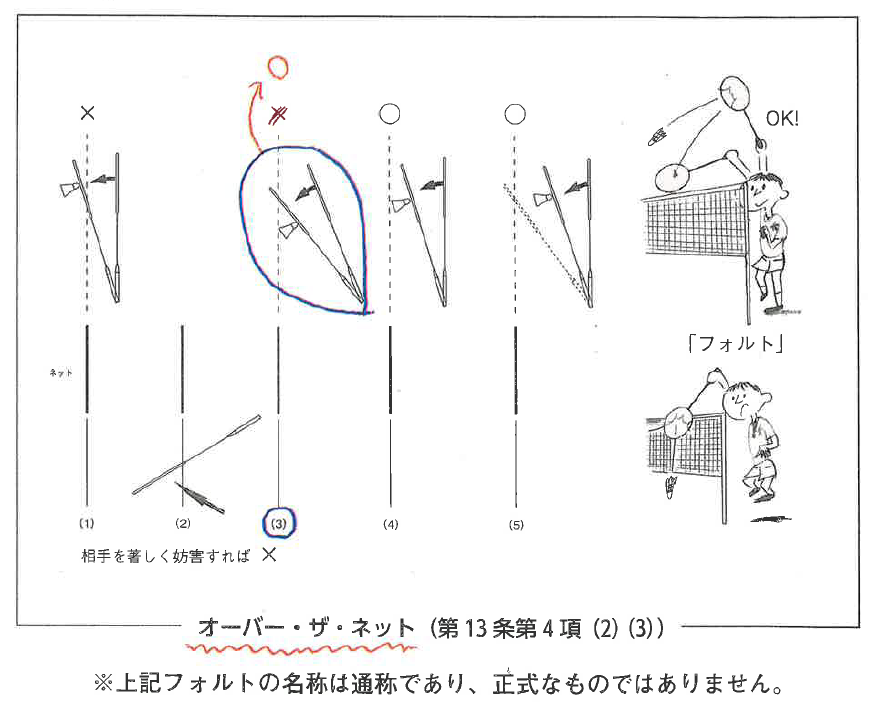 × × ○ ○
OK!
「フォルト」
ネット
(1) (2) (3) (4) (5)
相手を著しく妨害すれば ×
オーバー・ザ・ネット (第13条第4項 (2) (3))
※上記フォルトの名称は通称であり、正式なものではありません。